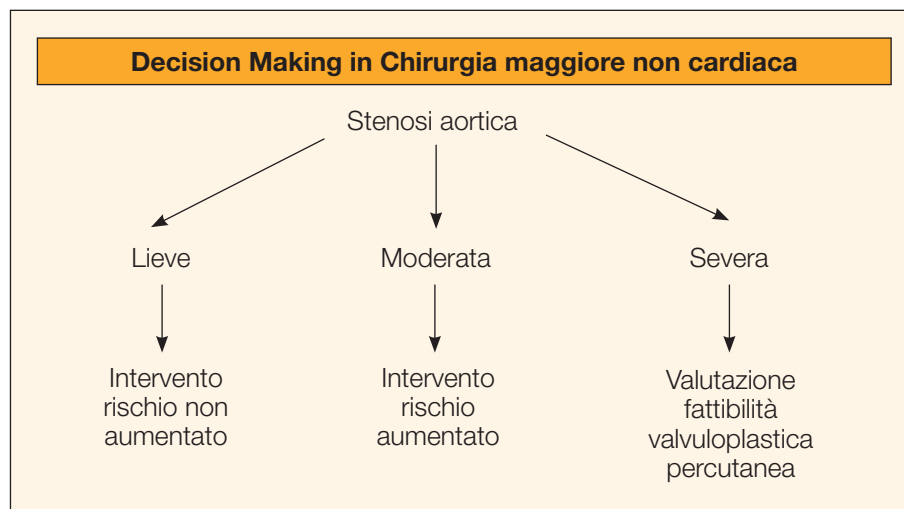 Decision Making in Chirurgia maggiore non cardiaca
Stenosi aortica
Lieve
Moderata
Severa
Intervento
rischio non
aumentato
Intervento
rischio
aumentato
Valutazione
fattibilità
valvuloplastica
percutanea